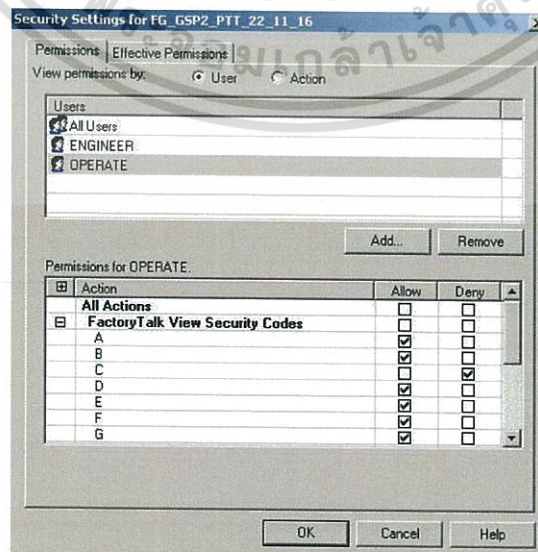 Security Settings for FG_GSP2_PTT_22_11_16
Permissions Effective Permissions
View permissions by: User Action
Users
All Users
ENGINEER
OPERATE
Add... Remove
Permissions for OPERATE.
Action Allow Deny
All Actions
FactoryTalk View Security Codes
A
B
C
D
E
F
G
OK Cancel Help